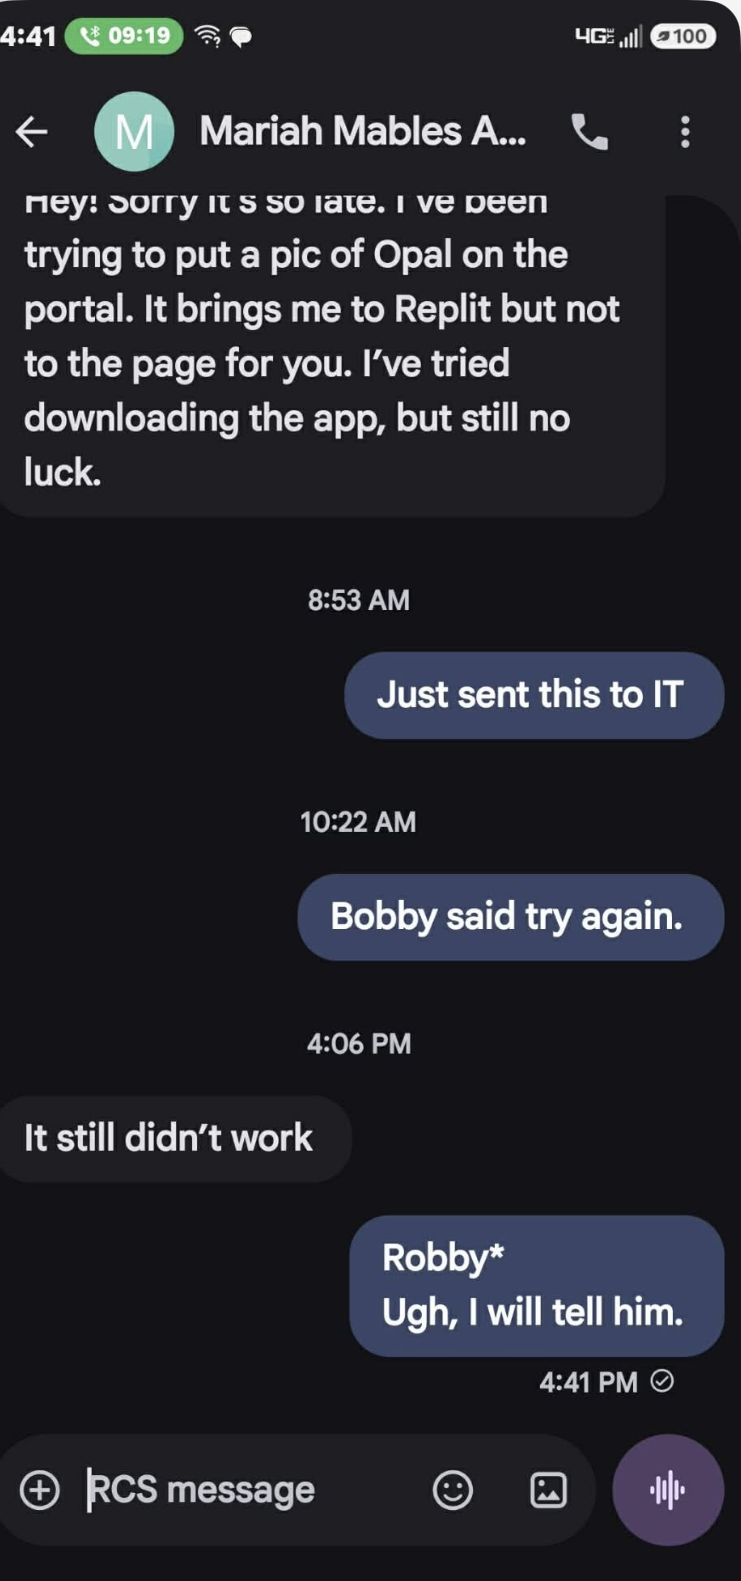 4:41 09:19 4G LTE 100
M Mariah Mables A...
Hey! Sorry it's so late. I've been
trying to put a pic of Opal on the
portal. It brings me to Replit but not
to the page for you. I've tried
downloading the app, but still no
luck.
8:53 AM
Just sent this to IT
10:22 AM
Bobby said try again.
4:06 PM
It still didn't work
Robby*
Ugh, I will tell him.
4:41 PM
RCS message